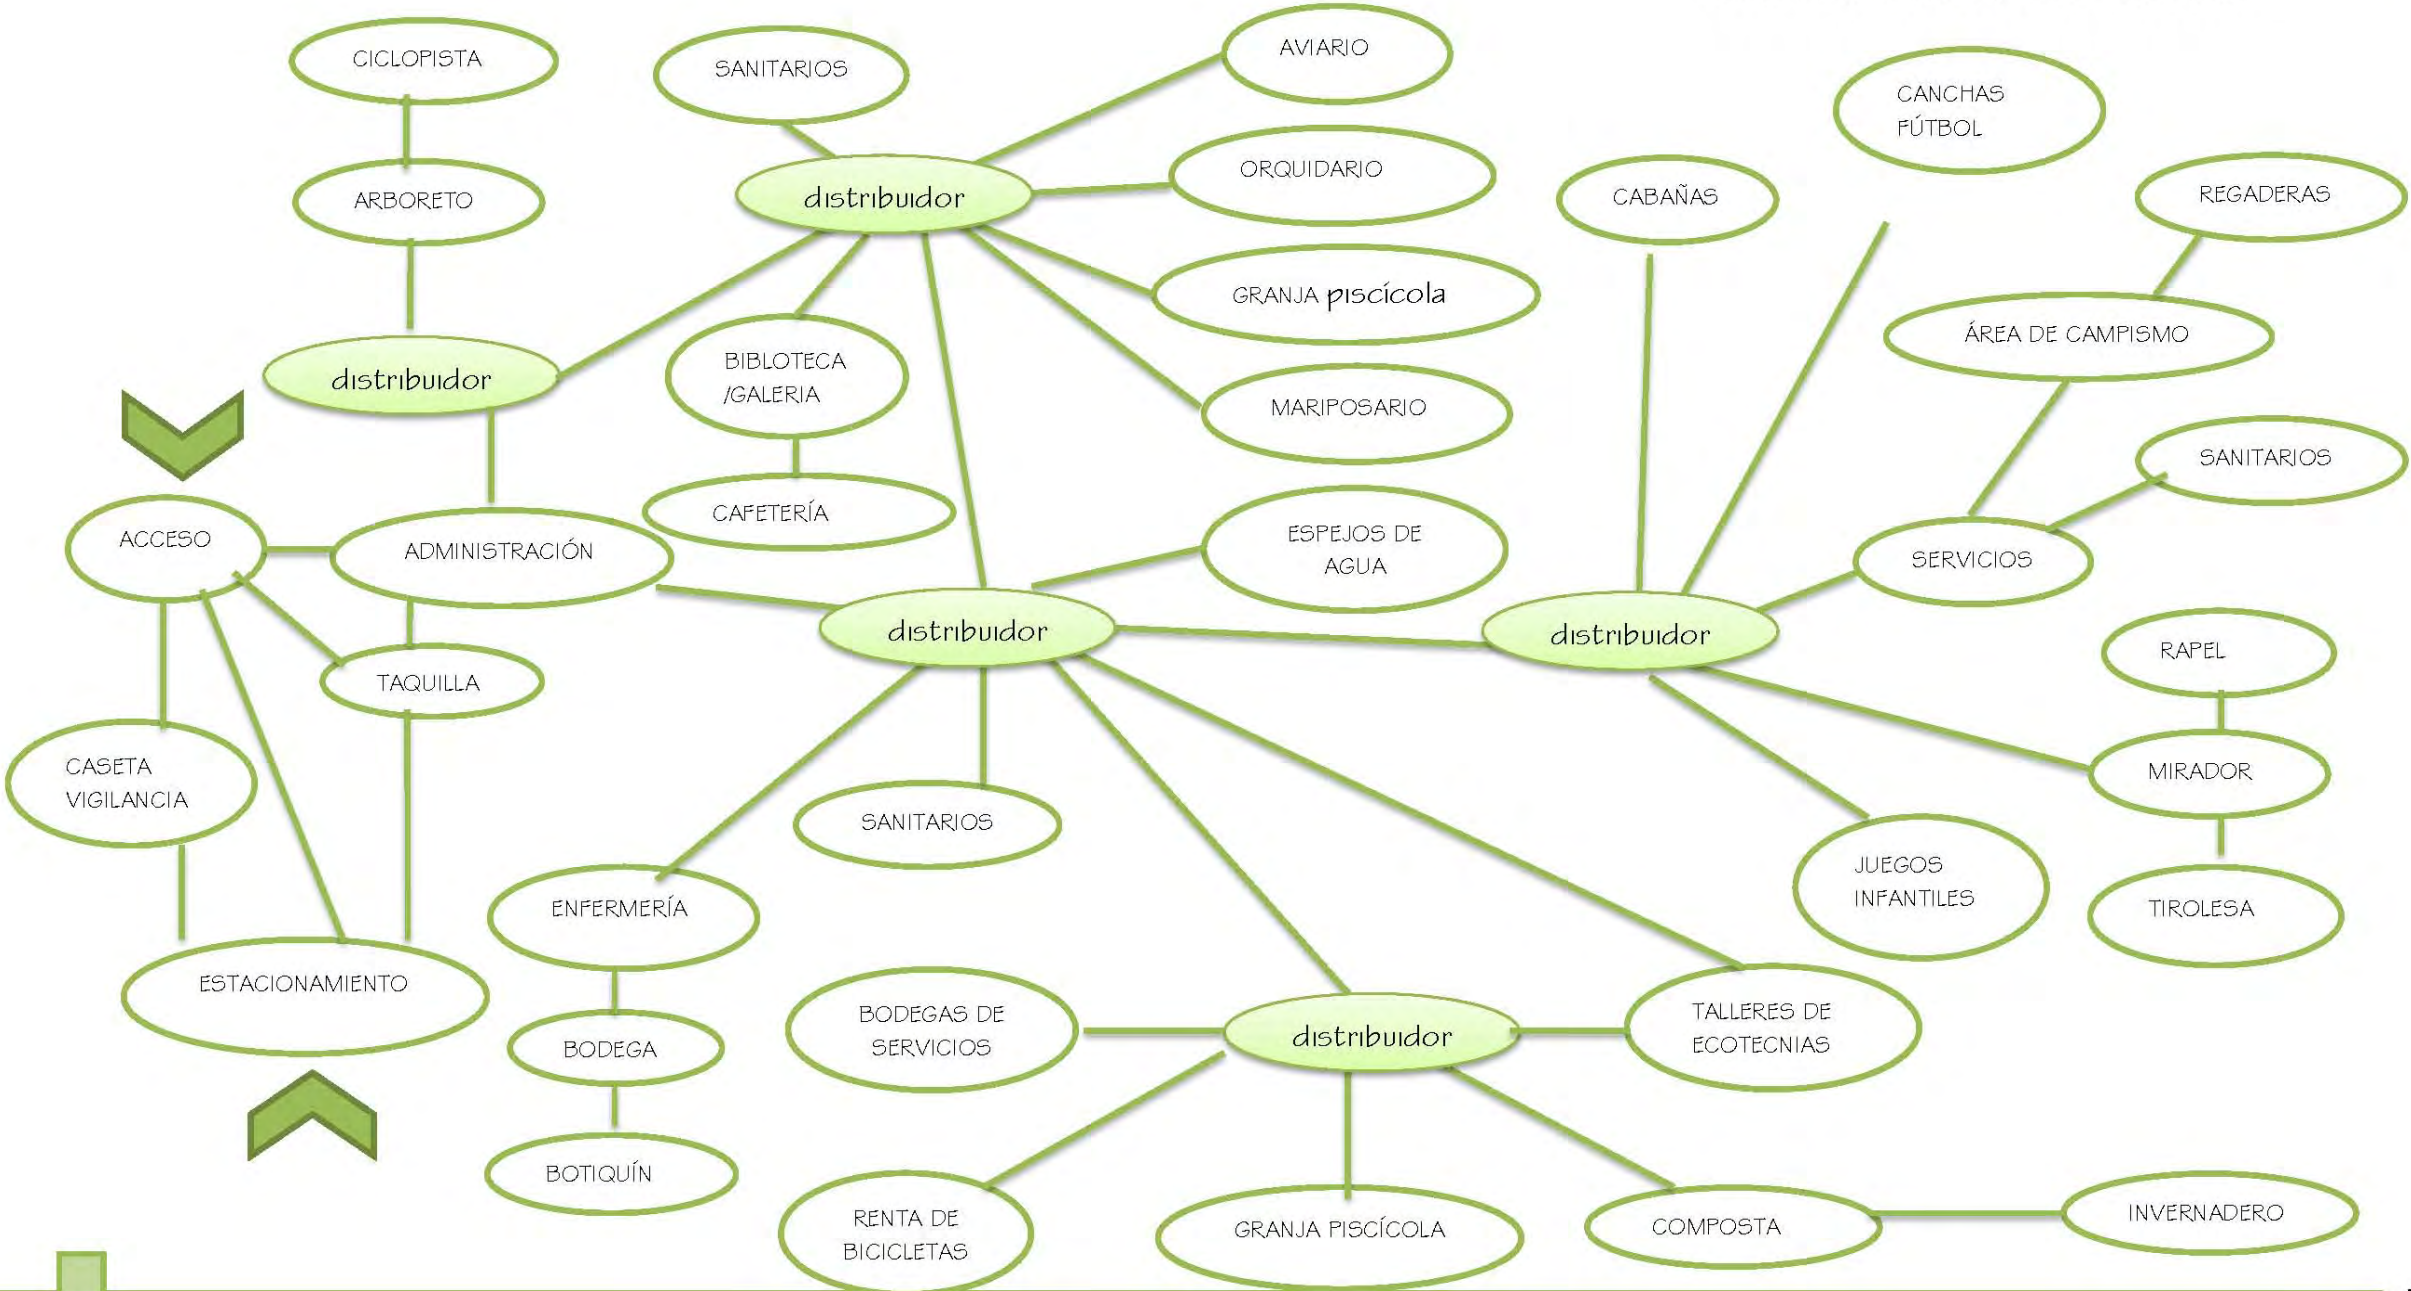 CICLOPISTA
SANITARIOS
AVIARIO
CANCHAS
FÚTBOL
ARBORETO
distribuidor
ORQUIDARIO
CABAÑAS
REGADERAS
GRANJA piscícola
ÁREA DE CAMPISMO
distribuidor
BIBLOTECA
/GALERIA
MARIPOSARIO
SANITARIOS
CAFETERÍA
ACCESO
ADMINISTRACIÓN
ESPEJOS DE
AGUA
SERVICIOS
distribuidor
distribuidor
RAPEL
TAQUILLA
CASETA
VIGILANCIA
MIRADOR
SANITARIOS
JUEGOS
INFANTILES
ENFERMERÍA
TIROLESA
ESTACIONAMIENTO
BODEGAS DE
SERVICIOS
distribuidor
TALLERES DE
ECOTECNIAS
BODEGA
BOTIQUÍN
RENTA DE
BICICLETAS
GRANJA PISCÍCOLA
COMPOSTA
INVERNADERO